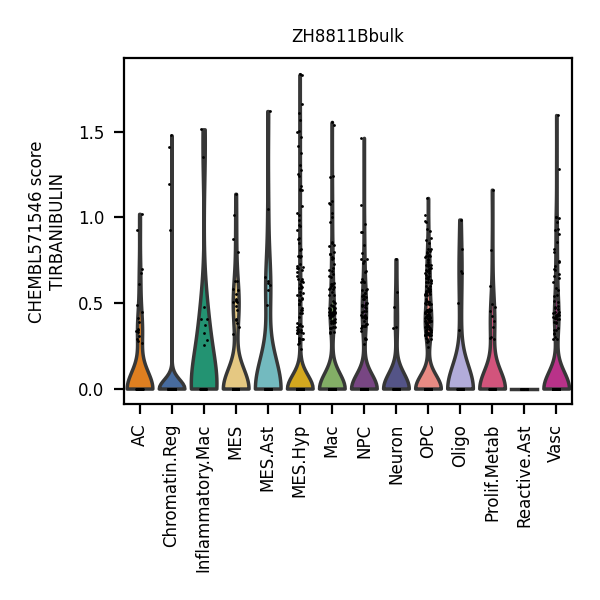 ZH8811Bbulk
CHEMBL571546 score
TIRBANIBULIN
1.5
1.0
0.5
0.0
AC
Chromatin.Reg
Inflammatory.Mac
MES
MES.Ast
MES.Hyp
Mac
NPC
Neuron
OPC
Oligo
Prolif.Metab
Reactive.Ast
Vasc